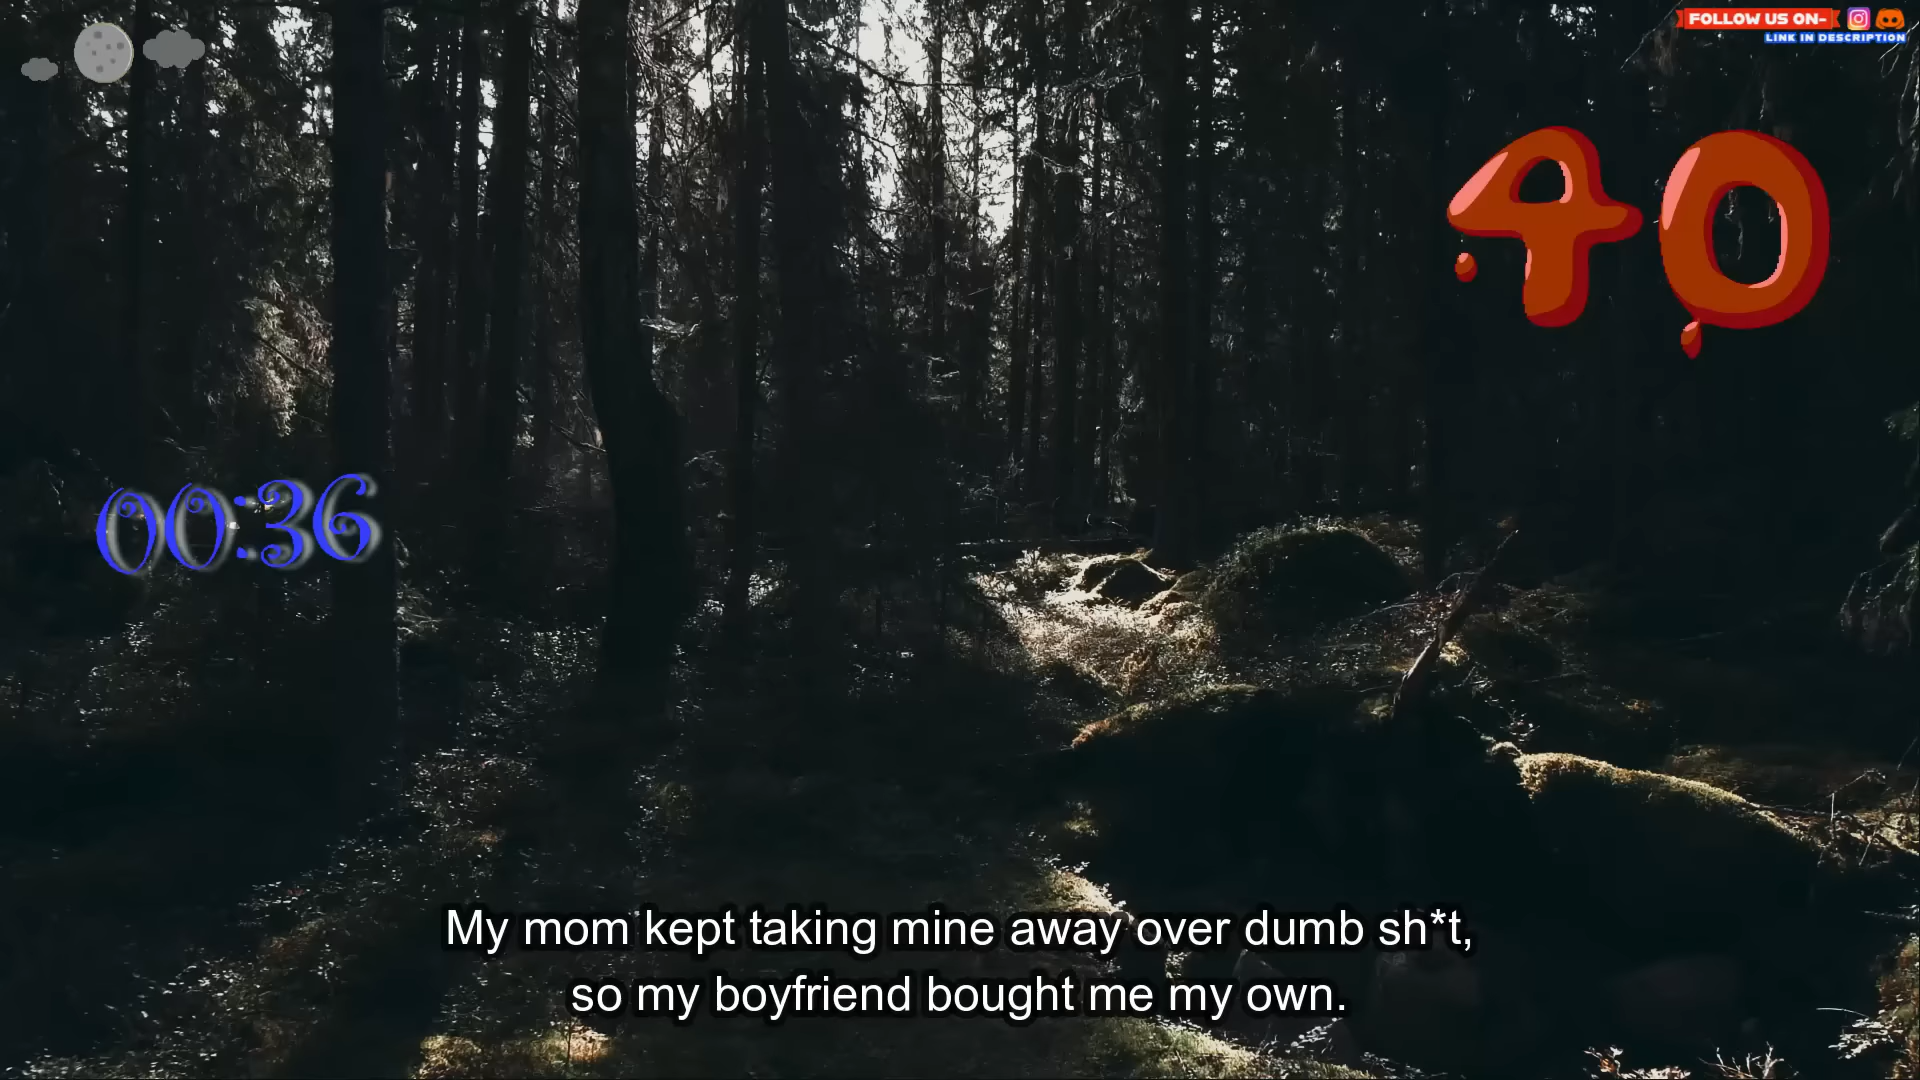 FOLLOW US ON-
LINK IN DESCRIPTION
40
00:36
My mom kept taking mine away over dumb sh*t,
so my boyfriend bought me my own.